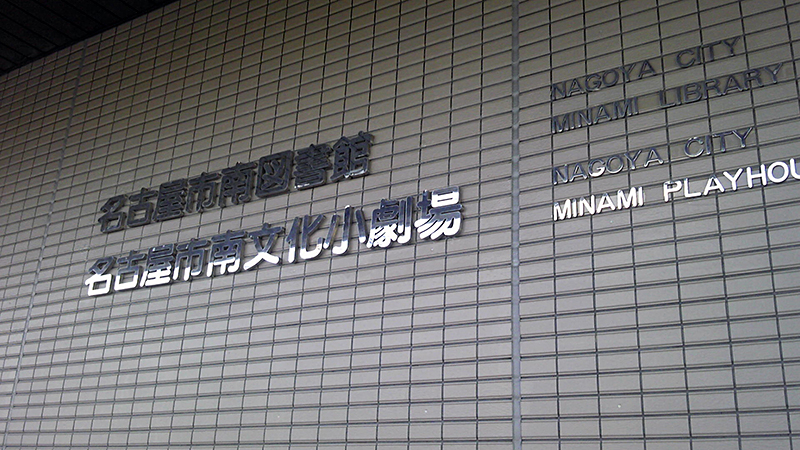 名古屋市南図書館
名古屋市南文化小劇場
NAGOYA CITY
MINAMI LIBRARY
NAGOYA CITY
MINAMI PLAYHOU